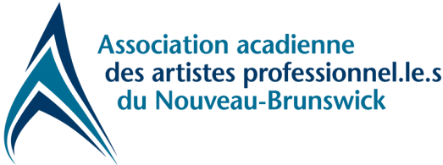 Association acadienne
des artistes professionnel.le.s
du Nouveau-Brunswick